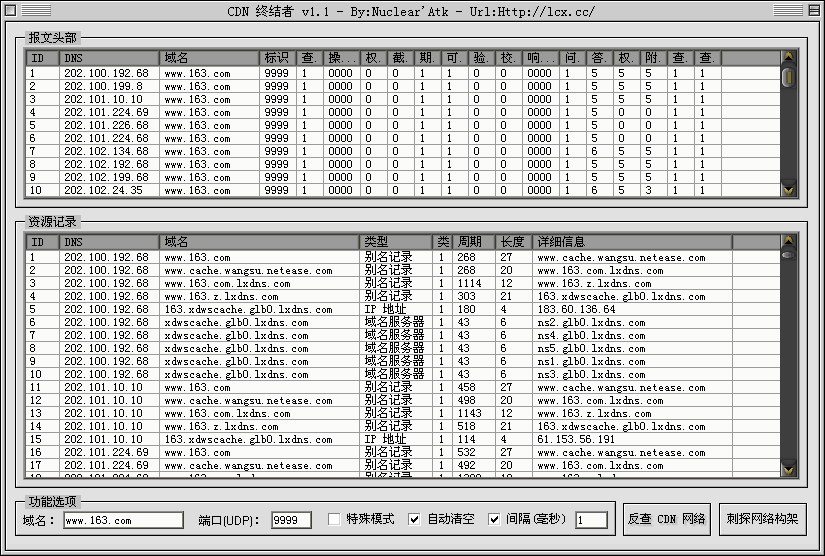 CDN 终结者 v1.1 - By:Nuclear'Atk - Url:Http://lcx.cc/
报文头部
ID DNS 域名 标识 查. 操... 权. 截. 期. 可. 验. 校. 响... 问. 答. 权. 附. 查. 查.
1 202.100.192.68 www.163.com 9999 1 0000 0 0 1 1 0 0 0000 1 5 5 5 1 1
2 202.100.199.8 www.163.com 9999 1 0000 0 0 1 1 0 0 0000 1 5 5 5 1 1
3 202.101.10.10 www.163.com 9999 1 0000 0 0 1 1 0 0 0000 1 5 5 5 1 1
4 202.101.224.69 www.163.com 9999 1 0000 0 0 1 1 0 0 0000 1 5 0 0 1 1
5 202.101.226.68 www.163.com 9999 1 0000 0 0 1 1 0 0 0000 1 5 0 0 1 1
6 202.101.224.68 www.163.com 9999 1 0000 0 0 1 1 0 0 0000 1 5 0 0 1 1
7 202.102.134.68 www.163.com 9999 1 0000 0 0 1 1 0 0 0000 1 6 5 5 1 1
8 202.102.192.68 www.163.com 9999 1 0000 0 0 1 1 0 0 0000 1 5 5 5 1 1
9 202.102.199.68 www.163.com 9999 1 0000 0 0 1 1 0 0 0000 1 5 5 5 1 1
10 202.102.24.35 www.163.com 9999 1 0000 0 0 1 1 0 0 0000 1 6 5 3 1 1
资源记录
ID DNS 域名 类型 类 周期 长度 详细信息
1 202.100.192.68 www.163.com 别名记录 1 268 27 www.cache.wangsu.netease.com
2 202.100.192.68 www.cache.wangsu.netease.com 别名记录 1 268 20 www.163.com.lxdns.com
3 202.100.192.68 www.163.com.lxdns.com 别名记录 1 1114 12 www.163.z.lxdns.com
4 202.100.192.68 www.163.z.lxdns.com 别名记录 1 303 21 163.xdwscache.glb0.lxdns.com
5 202.100.192.68 163.xdwscache.glb0.lxdns.com IP 地址 1 180 4 183.60.136.64
6 202.100.192.68 xdwscache.glb0.lxdns.com 域名服务器 1 43 6 ns2.glb0.lxdns.com
7 202.100.192.68 xdwscache.glb0.lxdns.com 域名服务器 1 43 6 ns4.glb0.lxdns.com
8 202.100.192.68 xdwscache.glb0.lxdns.com 域名服务器 1 43 6 ns5.glb0.lxdns.com
9 202.100.192.68 xdwscache.glb0.lxdns.com 域名服务器 1 43 6 ns1.glb0.lxdns.com
10 202.100.192.68 xdwscache.glb0.lxdns.com 域名服务器 1 43 6 ns3.glb0.lxdns.com
11 202.101.10.10 www.163.com 别名记录 1 458 27 www.cache.wangsu.netease.com
12 202.101.10.10 www.cache.wangsu.netease.com 别名记录 1 498 20 www.163.com.lxdns.com
13 202.101.10.10 www.163.com.lxdns.com 别名记录 1 1143 12 www.163.z.lxdns.com
14 202.101.10.10 www.163.z.lxdns.com 别名记录 1 518 21 163.xdwscache.glb0.lxdns.com
15 202.101.10.10 163.xdwscache.glb0.lxdns.com IP 地址 1 114 4 61.153.56.191
16 202.101.224.69 www.163.com 别名记录 1 532 27 www.cache.wangsu.netease.com
17 202.101.224.69 www.cache.wangsu.netease.com 别名记录 1 492 20 www.163.com.lxdns.com
功能选项
域名： www.163.com 端口(UDP)： 9999 特殊模式 自动清空 间隔(毫秒) 1 反查 CDN 网络 刺探网络构架